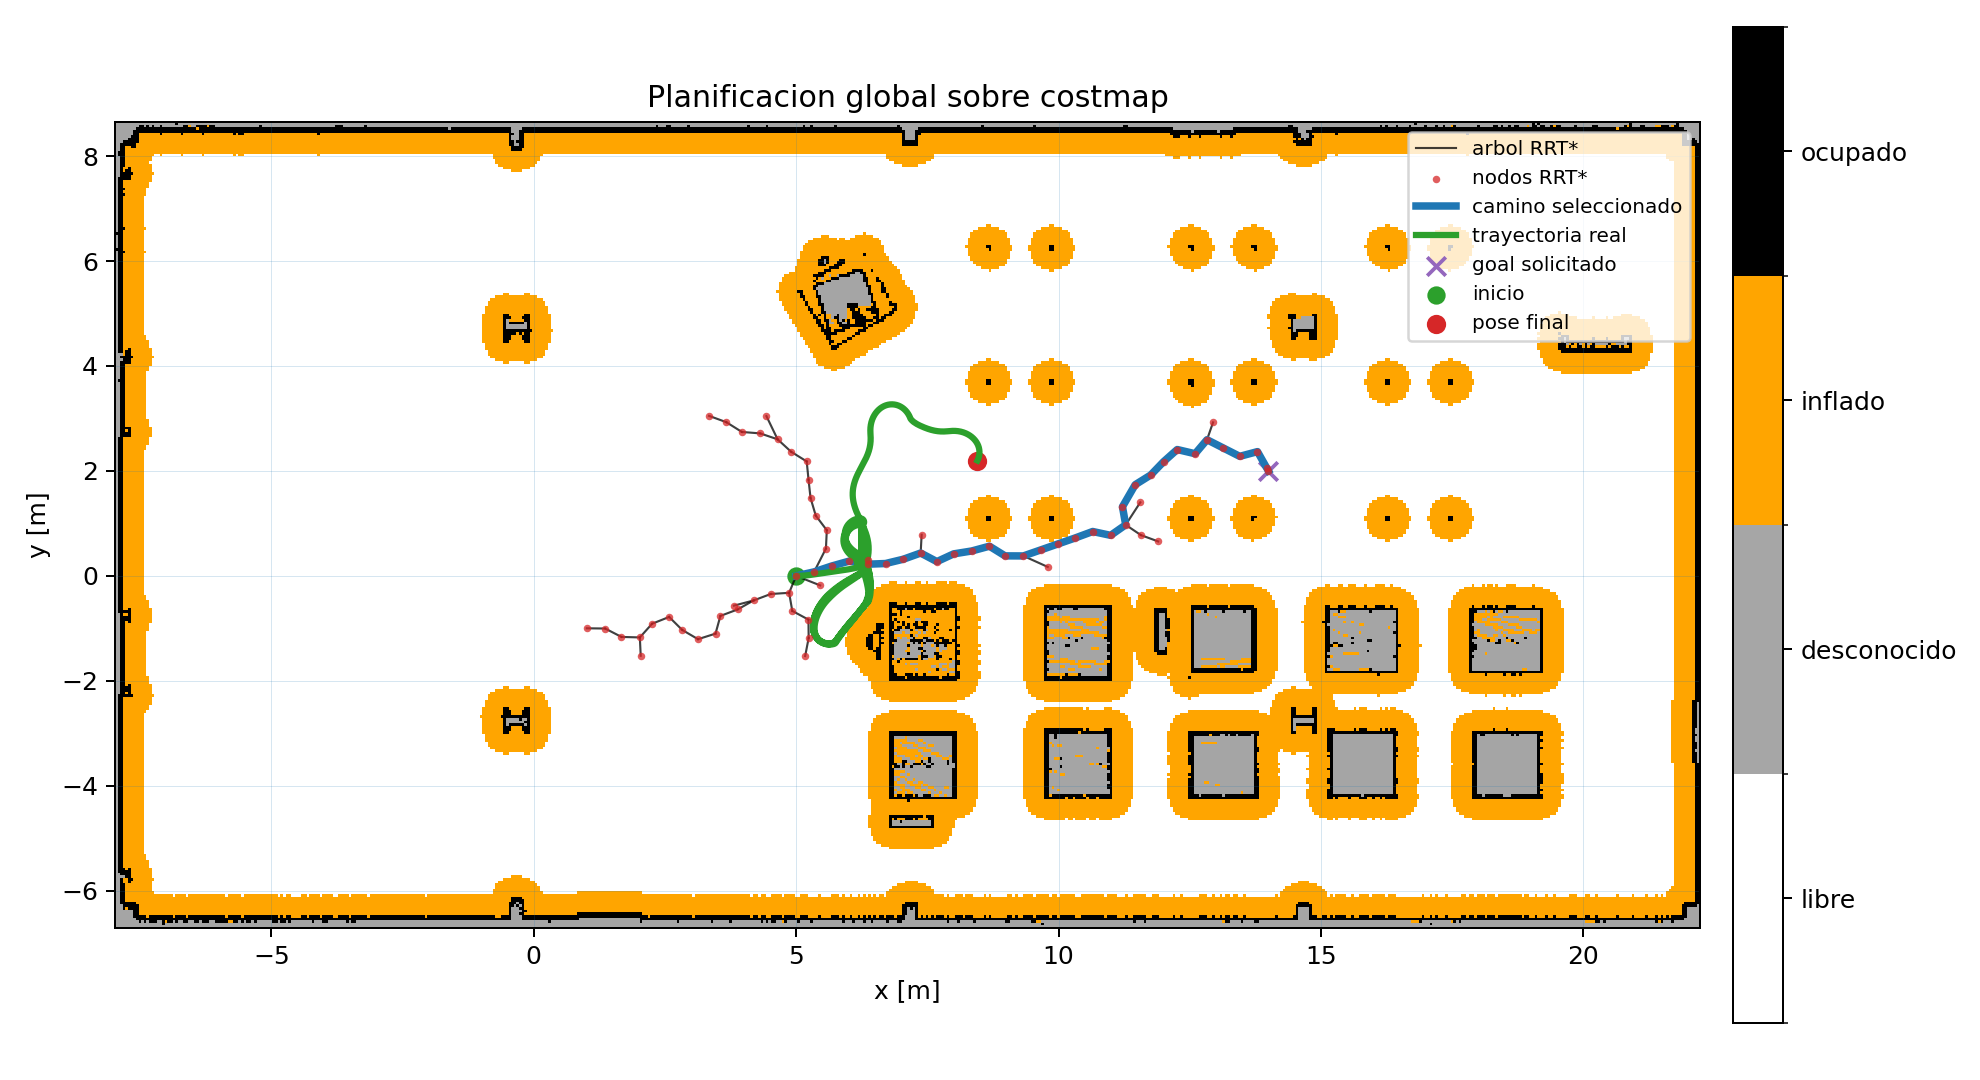 Planificacion global sobre costmap
arbol RRT*
nodos RRT*
camino seleccionado
trayectoria real
goal solicitado
inicio
pose final
ocupado
inflado
desconocido
libre
8
6
4
2
0
−2
−4
−6
y [m]
−5
0
5
10
15
20
x [m]